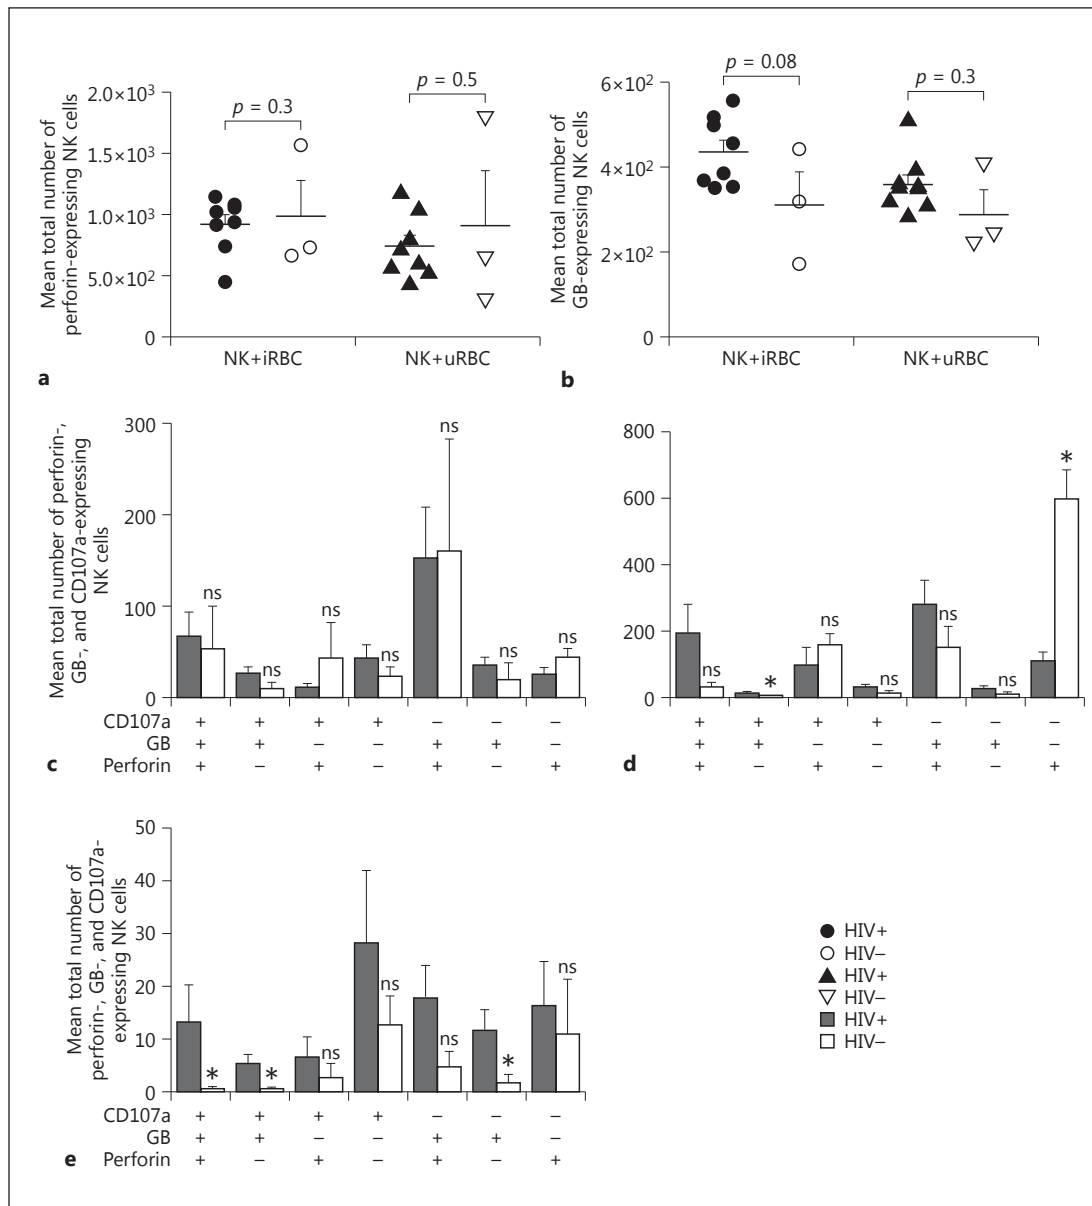 p = 0.3
p = 0.5
2.0×10³
1.5×10³
1.0×10³
5.0×10²
0
Mean total number of
perforin-expressing NK cells
NK+iRBC
NK+uRBC
a
p = 0.08
p = 0.3
6×10²
4×10²
2×10²
0
Mean total number of
GB-expressing NK cells
NK+iRBC
NK+uRBC
b
Mean total number of perforin-,
GB-, and CD107a-expressing
NK cells
300
200
100
0
ns
ns
ns
ns
ns
ns
ns
CD107a + + + + – – –
GB + + – – + + –
Perforin + – + – + – +
c
800
600
400
200
0
ns
*
ns
ns
ns
ns
*
+ + + + – – –
+ + – – + + –
+ – + – + – +
d
Mean total number of
perforin-, GB-, and CD107a-
expressing NK cells
50
40
30
20
10
0
*
*
ns
ns
ns
*
ns
CD107a + + + + – – –
GB + + – – + + –
Perforin + – + – + – +
e
HIV+
HIV–
HIV+
HIV–
HIV+
HIV–